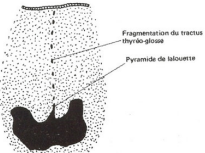 Fragmentation du tractus
thyréo-glosse
Pyramide de lalouette